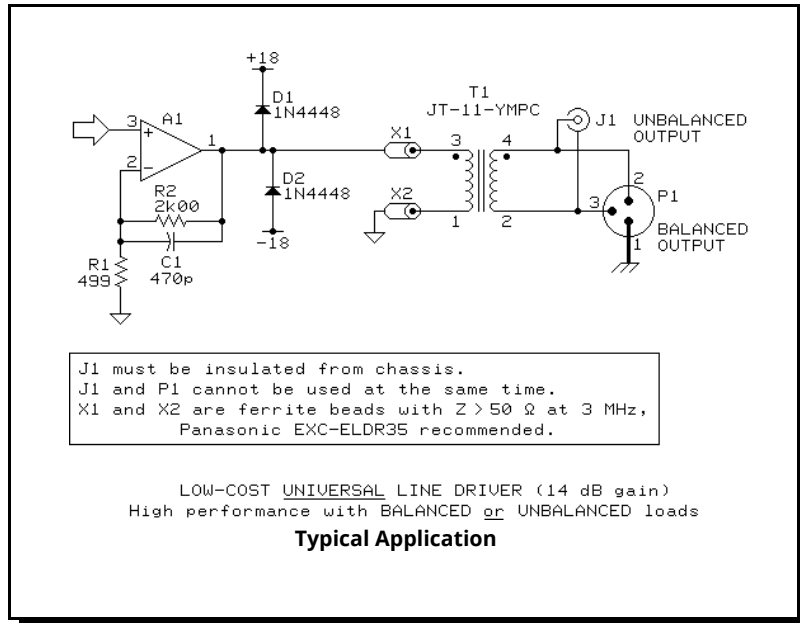 +18
D1
1N4448
3
A1
+
1
2
-
R2
2k00
D2
1N4448
-18
C1
470p
R1
499
X1
X2
T1
JT-11-YMPC
3
4
1
2
J1 UNBALANCED
OUTPUT
2
3
P1
1
BALANCED
OUTPUT
J1 must be insulated from chassis.
J1 and P1 cannot be used at the same time.
X1 and X2 are ferrite beads with Z > 50 Ω at 3 MHz,
Panasonic EXC-ELDR35 recommended.
LOW-COST UNIVERSAL LINE DRIVER (14 dB gain)
High performance with BALANCED or UNBALANCED loads
Typical Application